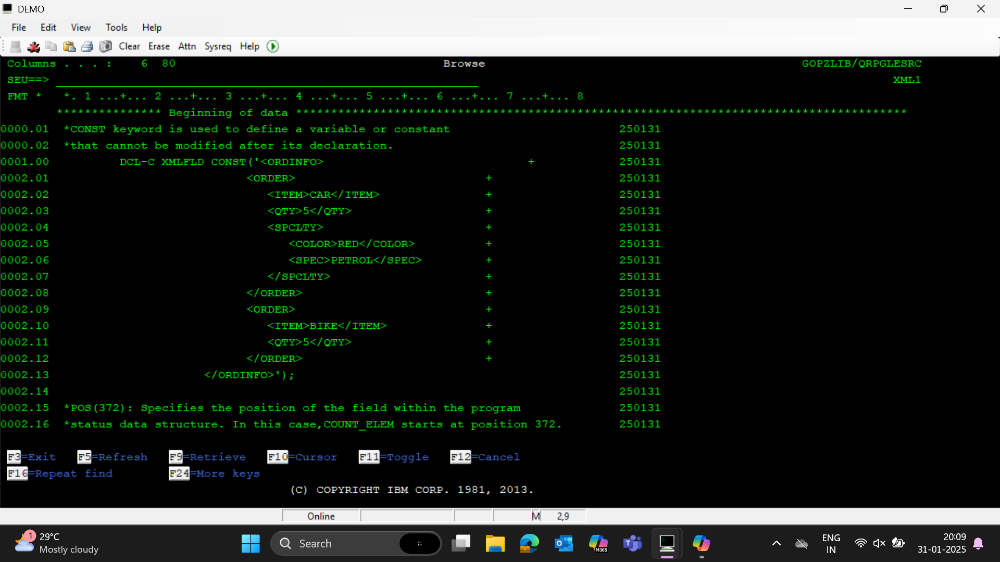 DEMO
File Edit View Tools Help
Clear Erase Attn Sysreq Help
Columns . . . : 6 80 Browse GOPZLIB/QRPGLESRC
SEU==> XML1
FMT * *. 1 ...+... 2 ...+... 3 ...+... 4 ...+... 5 ...+... 6 ...+... 7 ...+... 8
*************** Beginning of data ***************************************************************************************
0000.01 *CONST keyword is used to define a variable or constant 250131
0000.02 *that cannot be modified after its declaration. 250131
0001.00 DCL-C XMLFLD CONST('<ORDINFO> + 250131
0002.01 <ORDER> + 250131
0002.02 <ITEM>CAR</ITEM> + 250131
0002.03 <QTY>5</QTY> + 250131
0002.04 <SPCLTY> + 250131
0002.05 <COLOR>RED</COLOR> + 250131
0002.06 <SPEC>PETROL</SPEC> + 250131
0002.07 </SPCLTY> + 250131
0002.08 </ORDER> + 250131
0002.09 <ORDER> + 250131
0002.10 <ITEM>BIKE</ITEM> + 250131
0002.11 <QTY>5</QTY> + 250131
0002.12 </ORDER> + 250131
0002.13 </ORDINFO>'); 250131
0002.14 250131
0002.15 *POS(372): Specifies the position of the field within the program 250131
0002.16 *status data structure. In this case,COUNT_ELEM starts at position 372. 250131
F3=Exit F5=Refresh F9=Retrieve F10=Cursor F11=Toggle F12=Cancel
F16=Repeat find F24=More keys
(C) COPYRIGHT IBM CORP. 1981, 2013.
Online M 2,9
1 29°C
Mostly cloudy
Search
M365
ENG
IN
20:09
31-01-2025